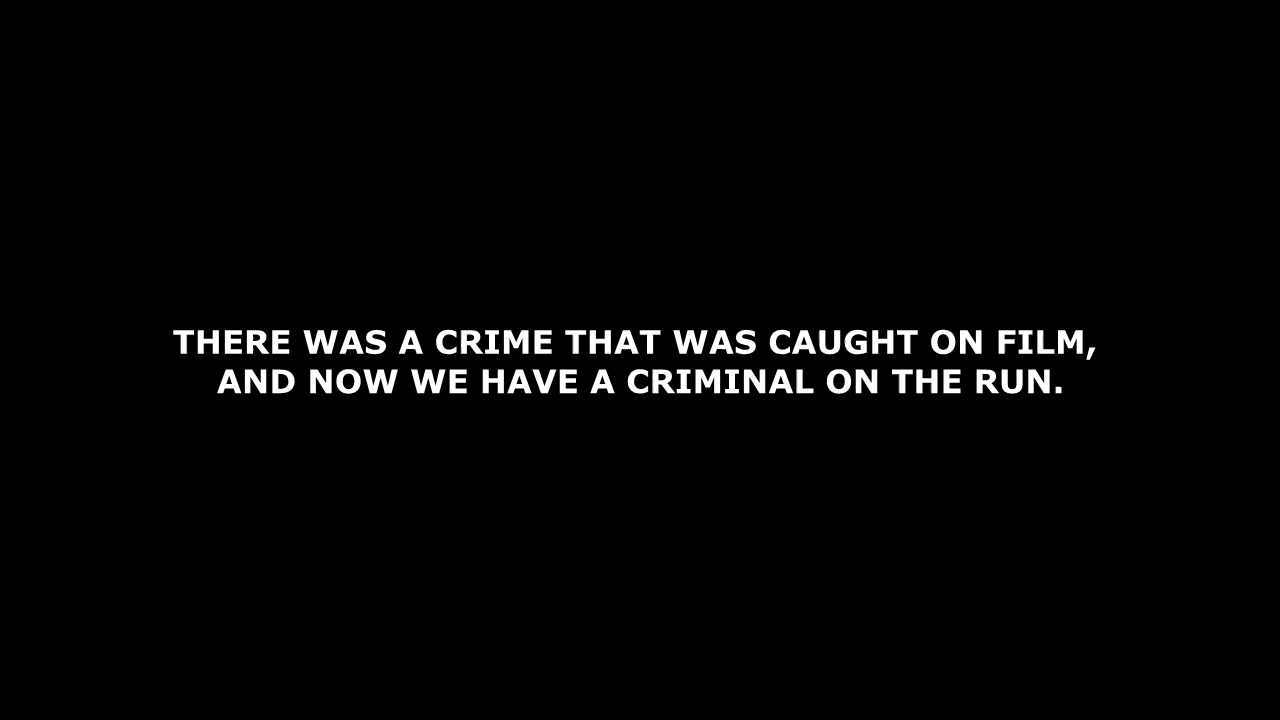 THERE WAS A CRIME THAT WAS CAUGHT ON FILM,
AND NOW WE HAVE A CRIMINAL ON THE RUN.